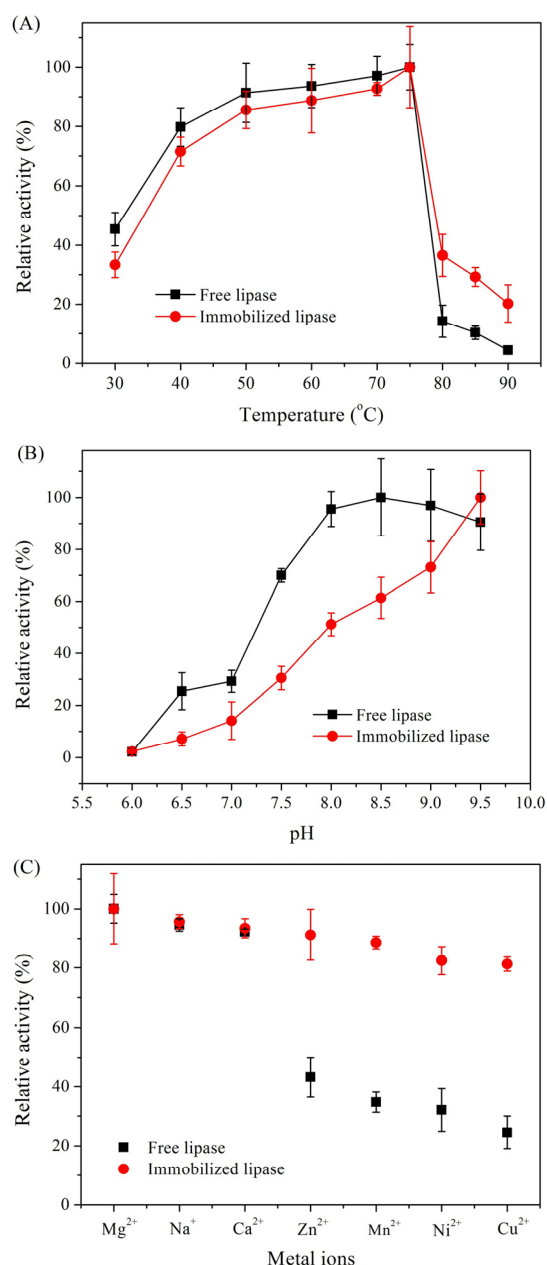 (A)
Relative activity (%)
100
80
60
40
20
0
Free lipase
Immobilized lipase
30 40 50 60 70 80 90
Temperature (°C)
(B)
Relative activity (%)
100
80
60
40
20
0
Free lipase
Immobilized lipase
5.5 6.0 6.5 7.0 7.5 8.0 8.5 9.0 9.5 10.0
pH
(C)
Relative activity (%)
100
80
60
40
20
0
Free lipase
Immobilized lipase
Mg²⁺ Na⁺ Ca²⁺ Zn²⁺ Mn²⁺ Ni²⁺ Cu²⁺
Metal ions